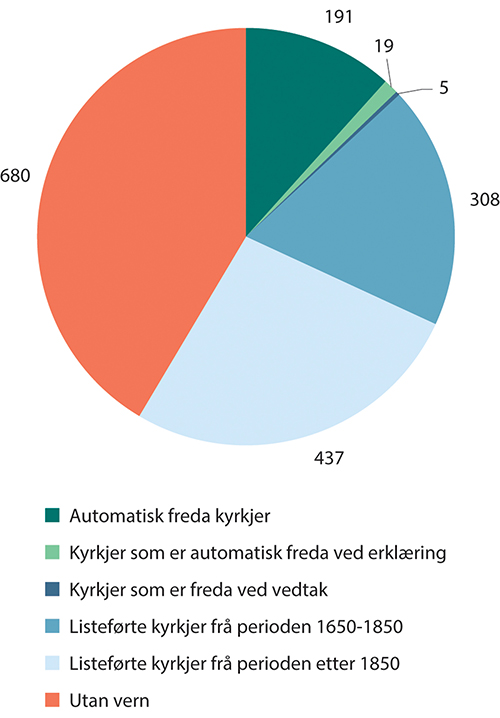 191
19
5
680
308
437
Automatisk freda kyrkjer
Kyrkjer som er automatisk freda ved erklæring
Kyrkjer som er freda ved vedtak
Listeførte kyrkjer frå perioden 1650-1850
Listeførte kyrkjer frå perioden etter 1850
Utan vern